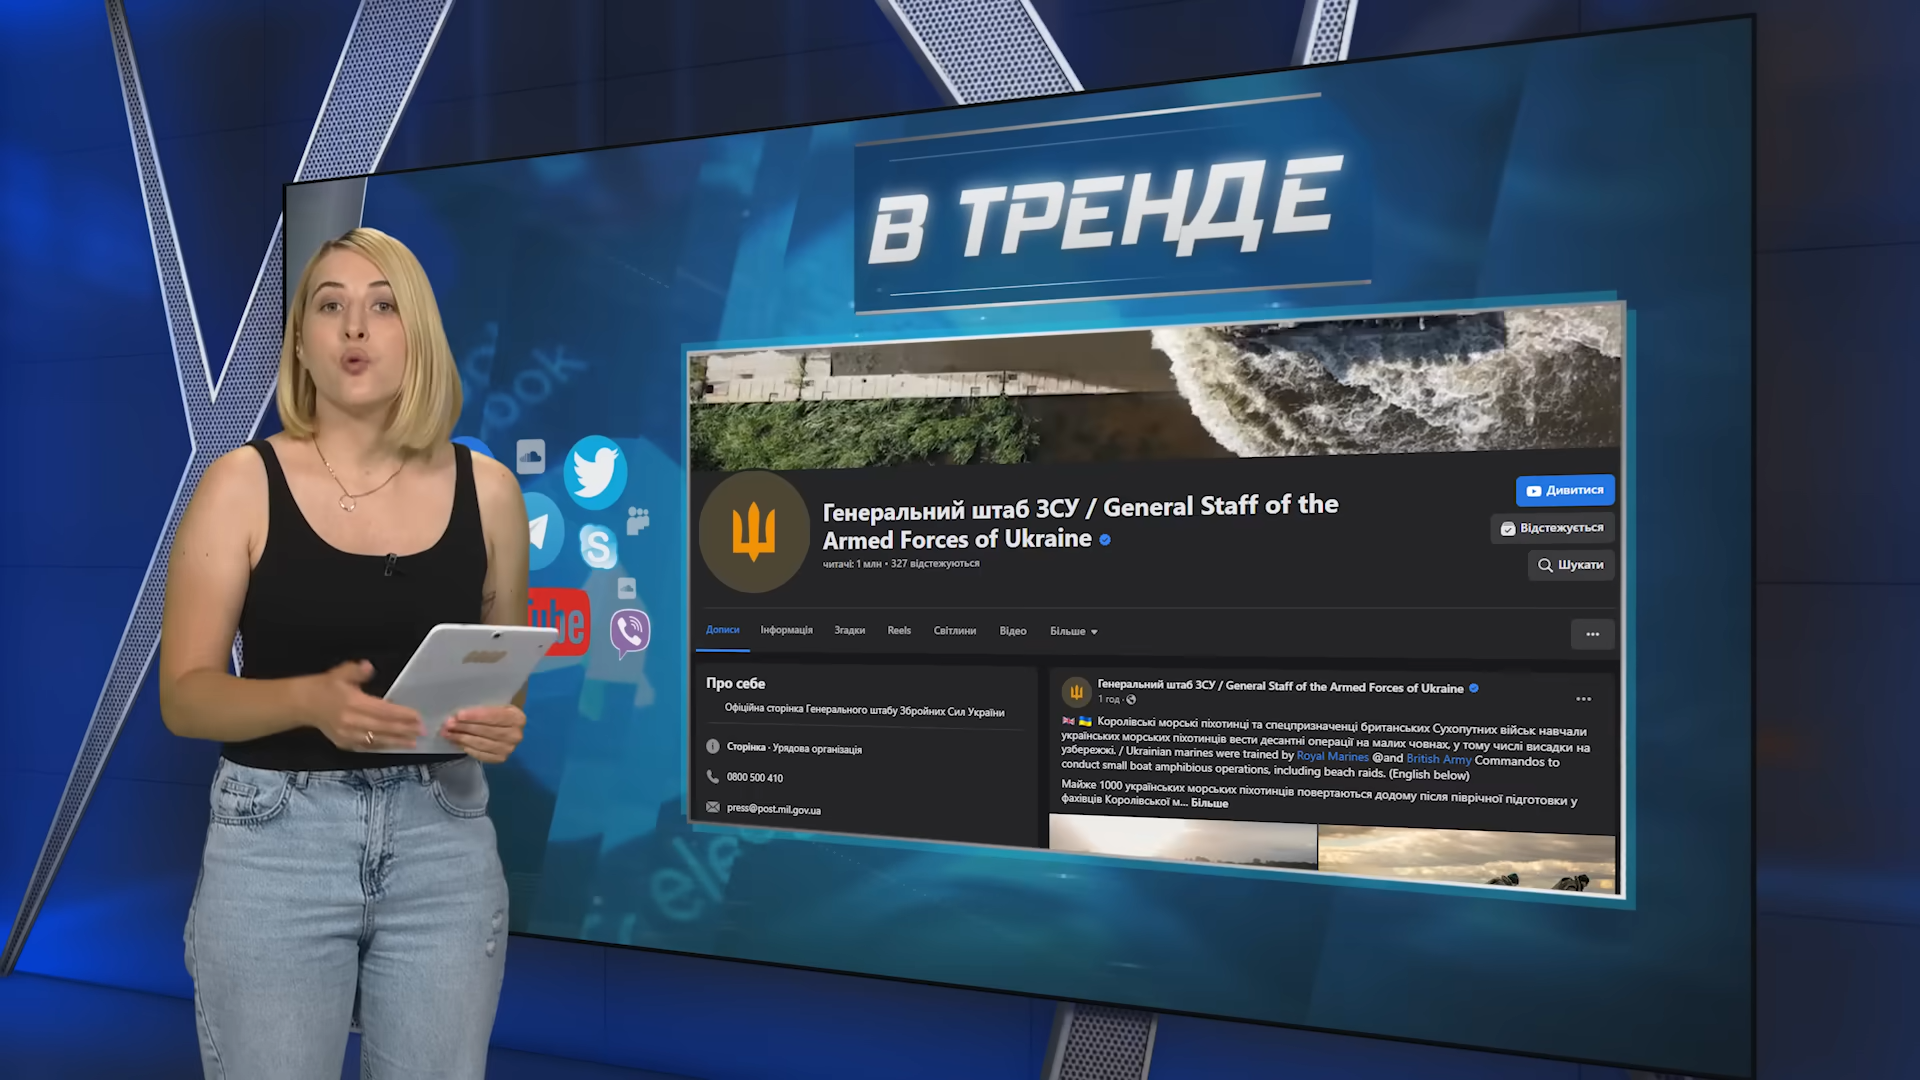 В ТРЕНДЕ
ook
Tube
Генеральний штаб ЗСУ / General Staff of the
Armed Forces of Ukraine
читачі: 1 млн • 327 відстежуються
Дивитися
Відстежується
Шукати
Дописи Інформація Згадки Reels Світлини Відео Більше
Про себе
Офіційна сторінка Генерального штабу Збройних Сил України
Сторінка · Урядова організація
0800 500 410
press@post.mil.gov.ua
Генеральний штаб ЗСУ / General Staff of the Armed Forces of Ukraine
1 год ·
Королівські морські піхотинці та спецпризначенці британських Сухопутних військ навчали
українських морських піхотинців вести десантні операції на малих човнах, у тому числі висадки на
узбережжі. / Ukrainian marines were trained by Royal Marines @and British Army Commandos to
conduct small boat amphibious operations, including beach raids. (English below)
Майже 1000 українських морських піхотинців повертаються додому після піврічної підготовки у
фахівців Королівської м... Більше